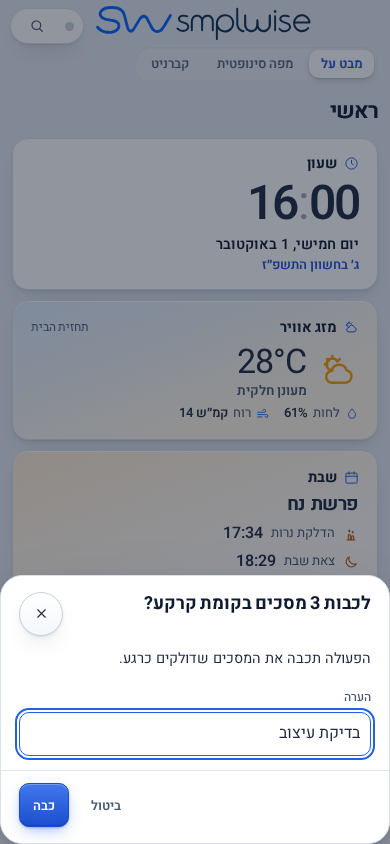 smplwise
מבט על
מפה סינופטית
קברניט
ראשי
שעון
16:00
יום חמישי, 1 באוקטובר
ג׳ בחשוון התשפ״ז
מזג אוויר
תחזית הבית
28°C
מעונן חלקית
לחות 61% רוח 14 קמ״ש
שבת
פרשת נח
הדלקת נרות 17:34
צאת שבת 18:29
לכבות 3 מסכים בקומת קרקע?
הפעולה תכבה את המסכים שדולקים כרגע.
הערה
בדיקת עיצוב
ביטול
כבה